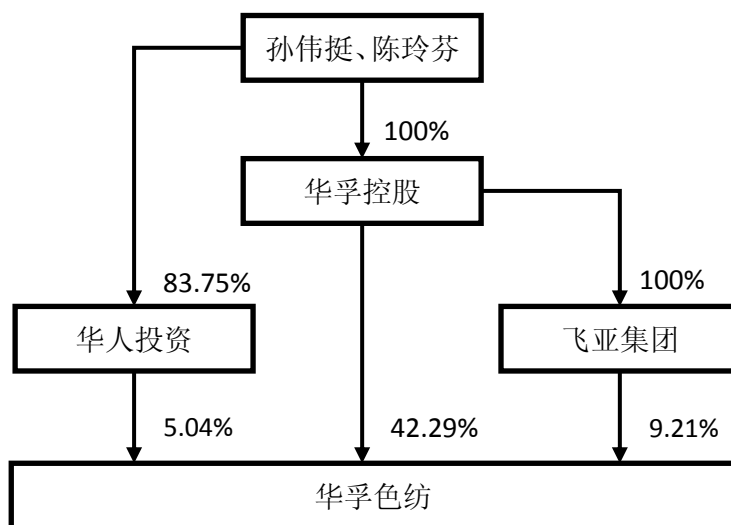 孙伟挺、陈玲芬
100%
华孚控股
83.75%
100%
华人投资
飞亚集团
5.04%
42.29%
9.21%
华孚色纺